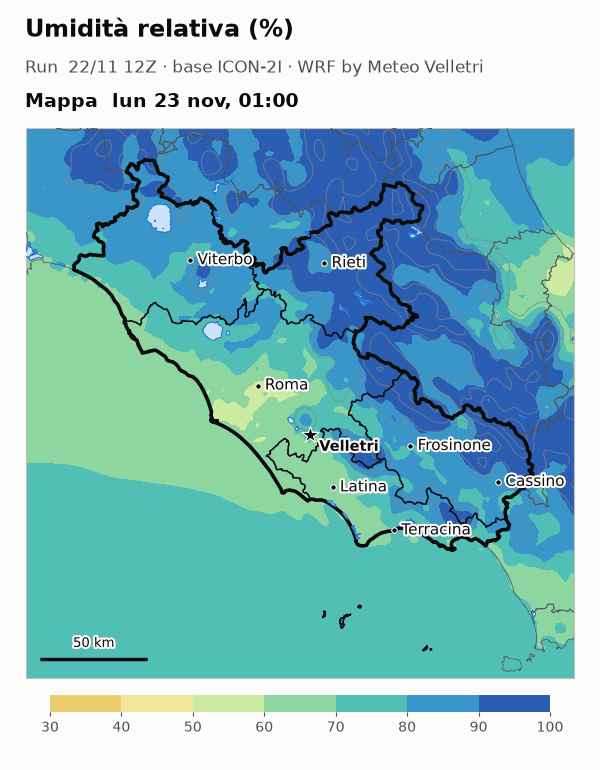 Umidità relativa (%)
Run  22/11 12Z · base ICON-2I · WRF by Meteo Velletri
Mappa  lun 23 nov, 01:00
Viterbo
Rieti
Roma
Velletri
Frosinone
Cassino
Latina
Terracina
50 km
30 40 50 60 70 80 90 100